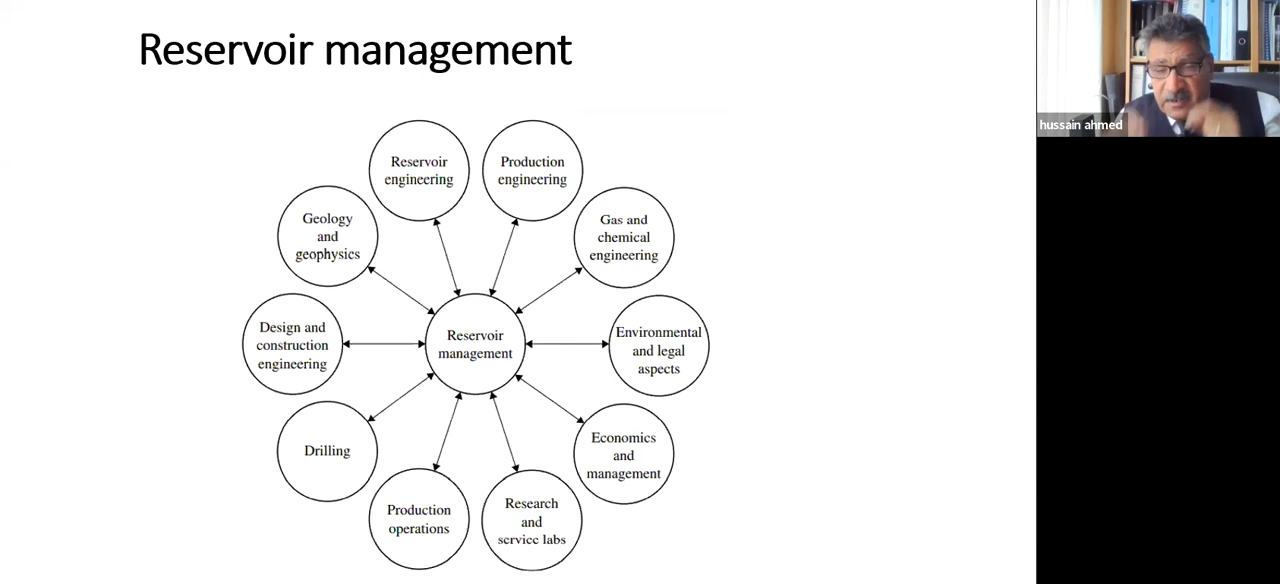 Reservoir management
Reservoir
engineering
Production
engineering
Geology
and
geophysics
Gas and
chemical
engineering
Design and
construction
engineering
Reservoir
management
Environmental
and legal
aspects
Drilling
Economics
and
management
Production
operations
Research
and
service labs
hussain ahmed